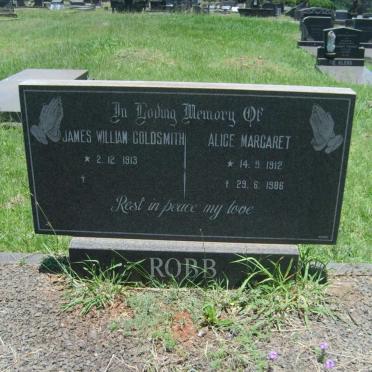 In Loving Memory Of
JAMES WILLIAM GOLDSMITH
* 2. 12. 1913
†
ALICE MARGARET
* 14. 9. 1912
† 29. 6. 1986
Rest in peace my love
ROBB